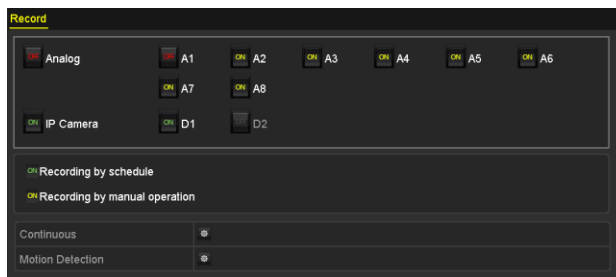 Record
OFF Analog OFF A1 ON A2 ON A3 ON A4 ON A5 ON A6
ON A7 ON A8
ON IP Camera ON D1 D2
ON Recording by schedule
ON Recording by manual operation
Continuous
Motion Detection